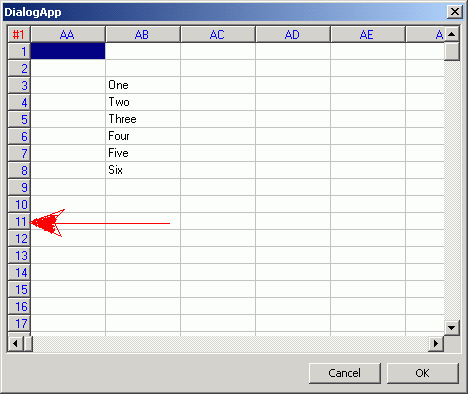 DialogApp
#1 AA AB AC AD AE A
1
2
3 One
4 Two
5 Three
6 Four
7 Five
8 Six
9
10
11
12
13
14
15
16
17
Cancel OK